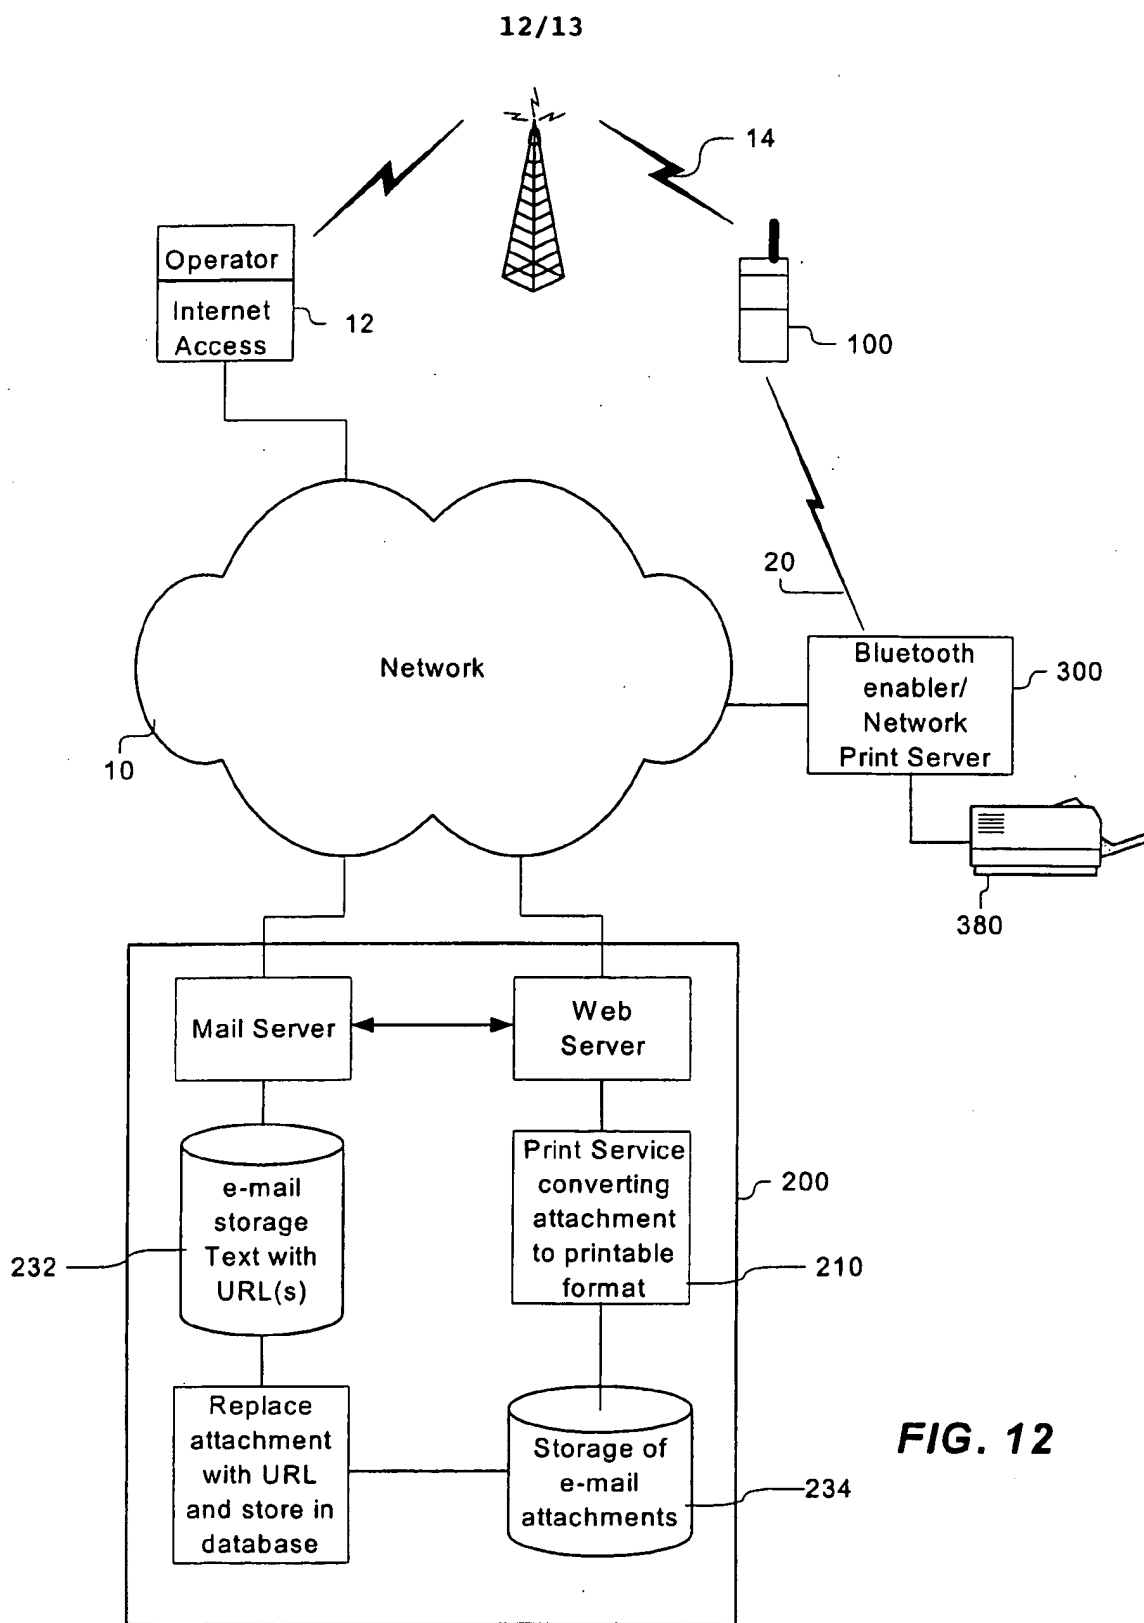 12/13
14
Operator
Internet
Access
12
100
20
Network
Bluetooth
enabler/
Network
Print Server
300
10
380
Mail Server
Web
Server
e-mail
storage
Text with
URL(s)
Print Service
converting
attachment
to printable
format
200
232
210
Replace
attachment
with URL
and store in
database
Storage of
e-mail
attachments
234
FIG. 12